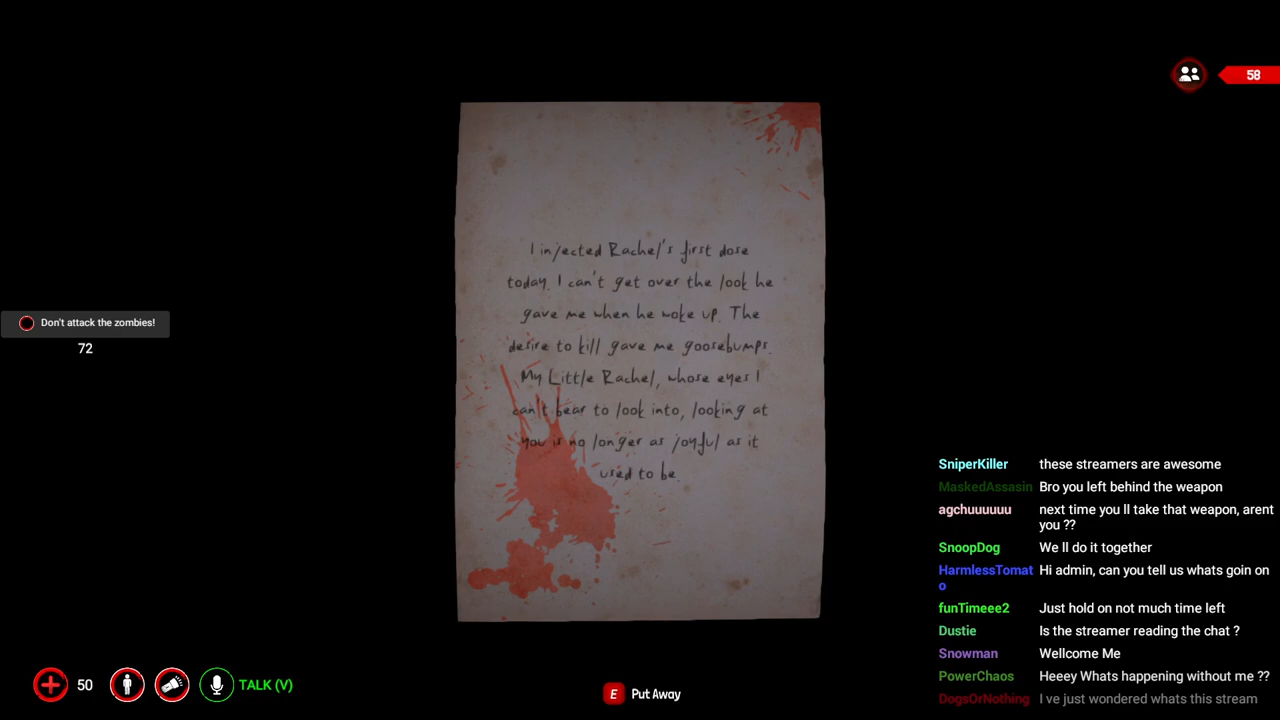 58
I injected Rachel's first dose
today. I can't get over the look he
gave me when he woke up. The
desire to kill gave me goosebumps.
My Little Rachel, whose eyes I
can't bear to look into, looking at
you is no longer as joyful as it
used to be.
Don't attack the zombies!
72
SniperKiller these streamers are awesome
MaskedAssasin Bro you left behind the weapon
agchuuuuuu next time you ll take that weapon, arent
you ??
SnoopDog We ll do it together
HarmlessTomat Hi admin, can you tell us whats goin on
o
funTimeee2 Just hold on not much time left
Dustie Is the streamer reading the chat ?
Snowman Wellcome Me
PowerChaos Heeey Whats happening without me ??
DogsOrNothing I ve just wondered whats this stream
50
TALK (V)
E Put Away